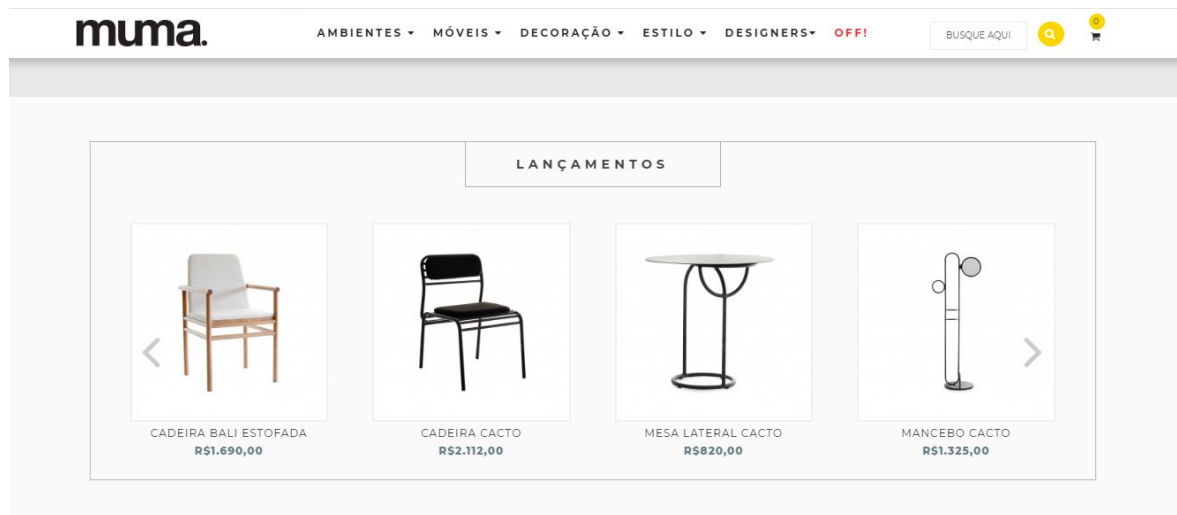 muma.
AMBIENTES MÓVEIS DECORAÇÃO ESTILO DESIGNERS OFF!
BUSQUE AQUI
0
LANÇAMENTOS
CADEIRA BALI ESTOFADA
R$1.690,00
CADEIRA CACTO
R$2.112,00
MESA LATERAL CACTO
R$820,00
MANCEBO CACTO
R$1.325,00